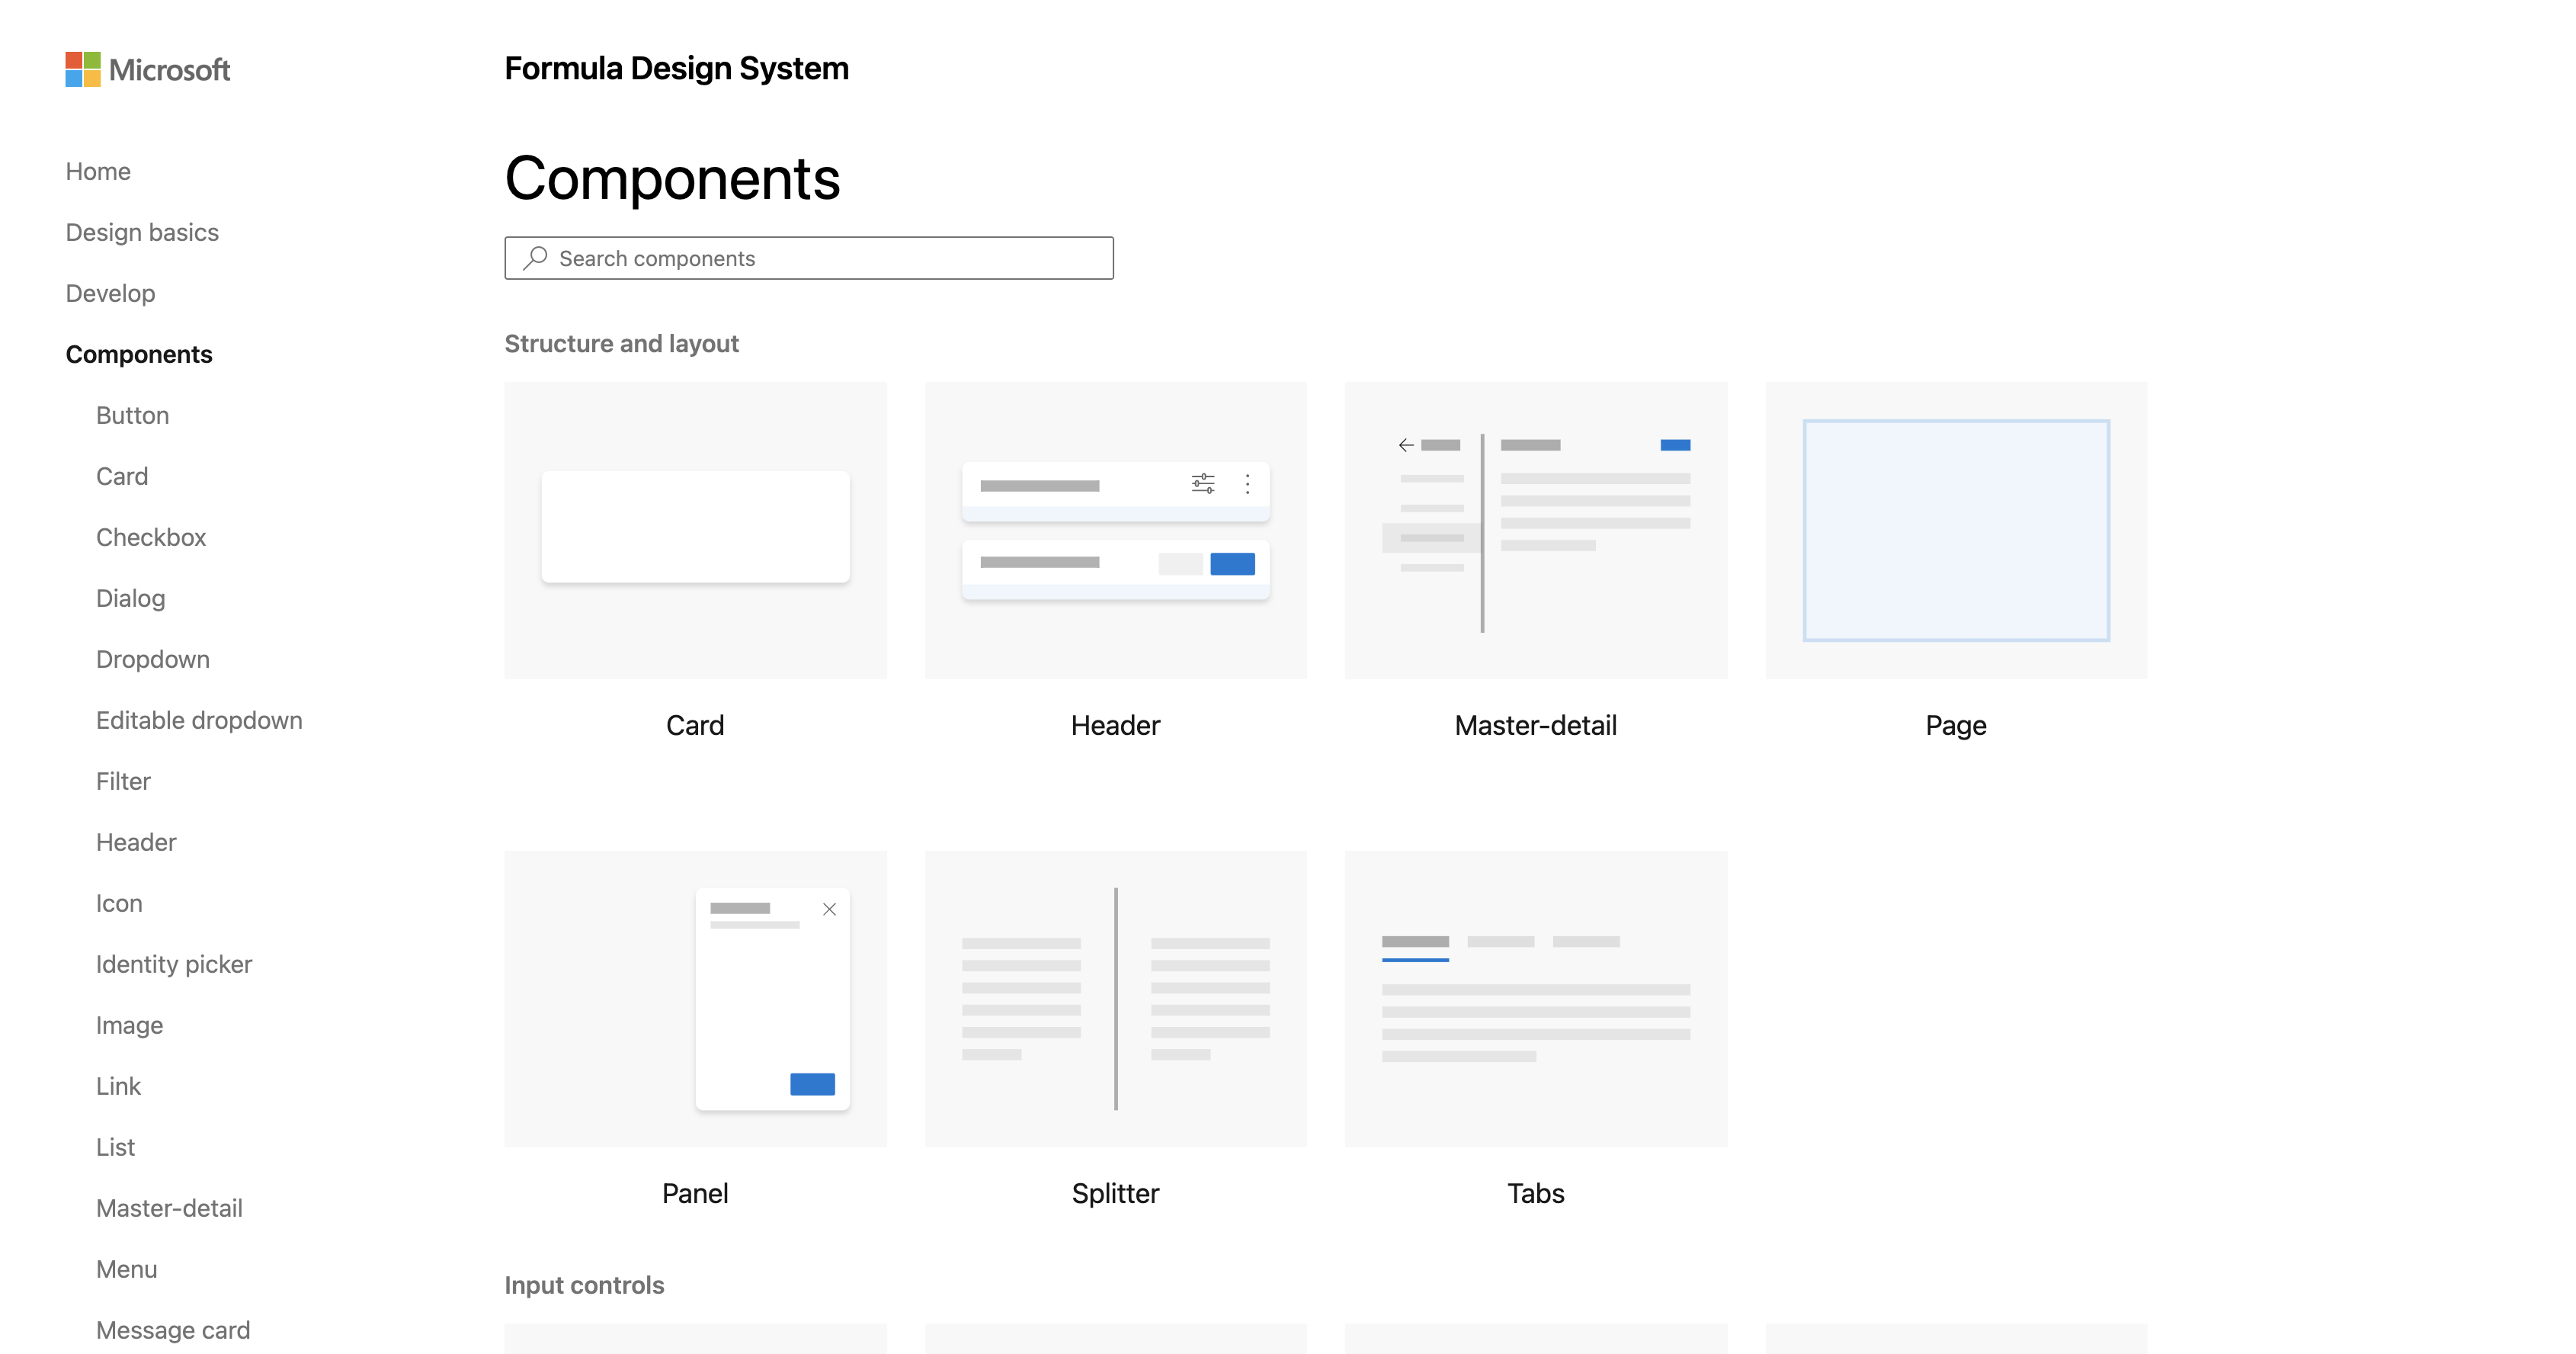 Microsoft
Home
Design basics
Develop
Components
Button
Card
Checkbox
Dialog
Dropdown
Editable dropdown
Filter
Header
Icon
Identity picker
Image
Link
List
Master-detail
Menu
Message card
Formula Design System
Components
Search components
Structure and layout
Card
Header
Master-detail
Page
Panel
Splitter
Tabs
Input controls